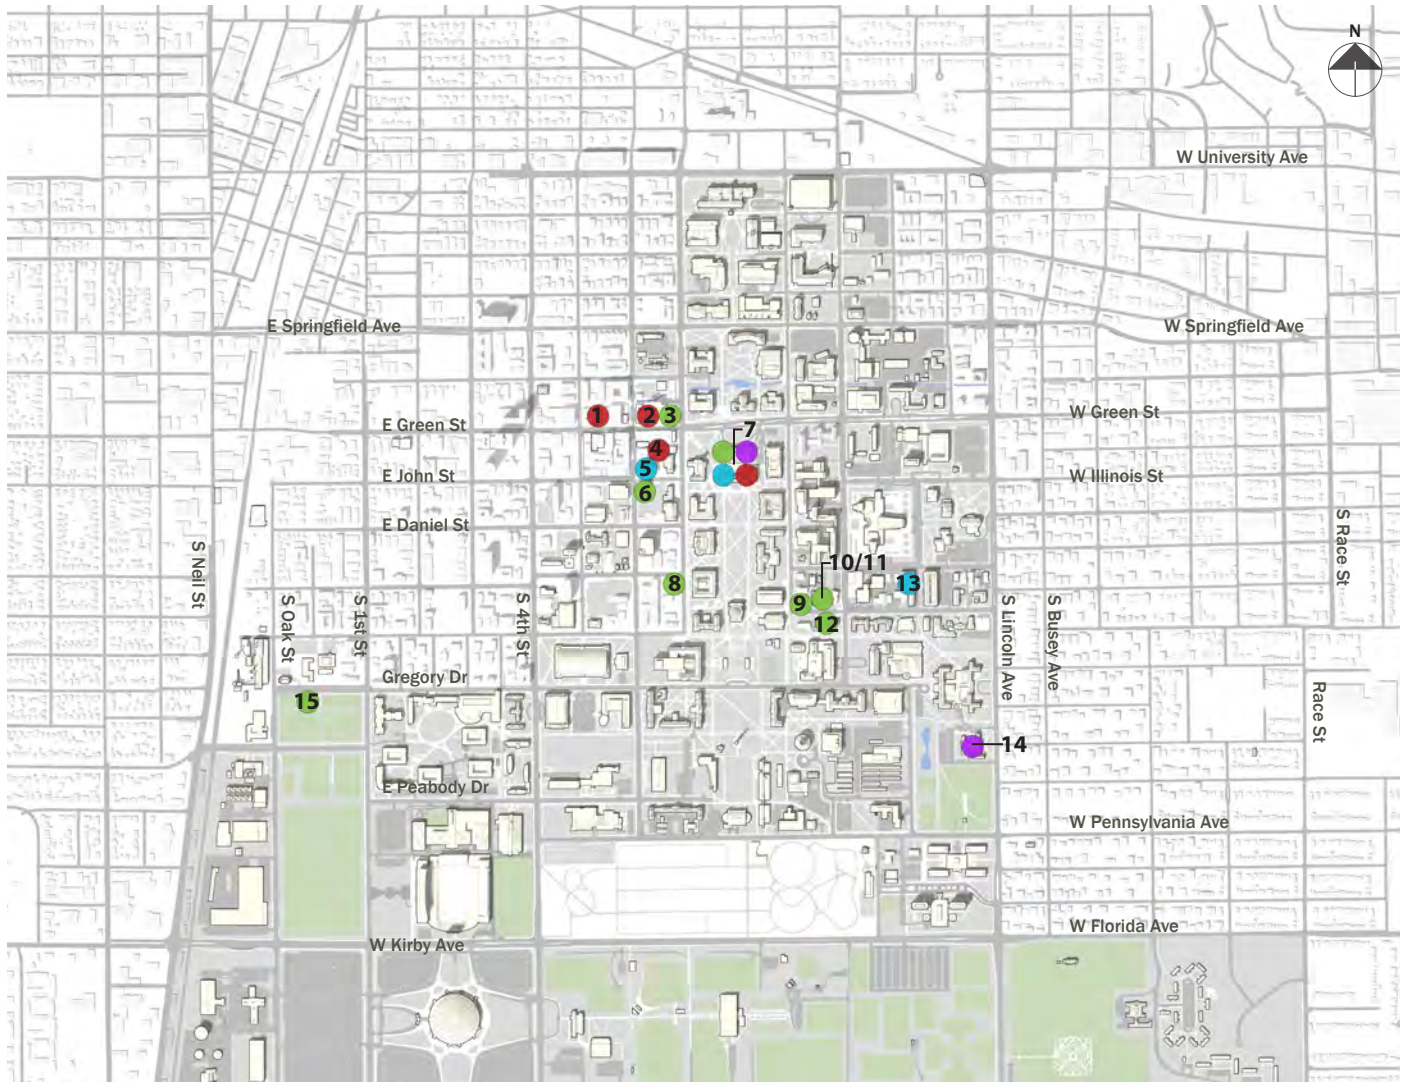 N
W University Ave
E Springfield Ave
W Springfield Ave
1
2
3
W Green St
E Green St
7
4
5
E John St
W Illinois St
6
E Daniel St
S Neil St
S Race St
10/11
8
13
9
12
S Oak St
S 1st St
S 4th St
S Lincoln Ave
S Busey Ave
Gregory Dr
15
Race St
14
E Peabody Dr
W Pennsylvania Ave
W Florida Ave
W Kirby Ave